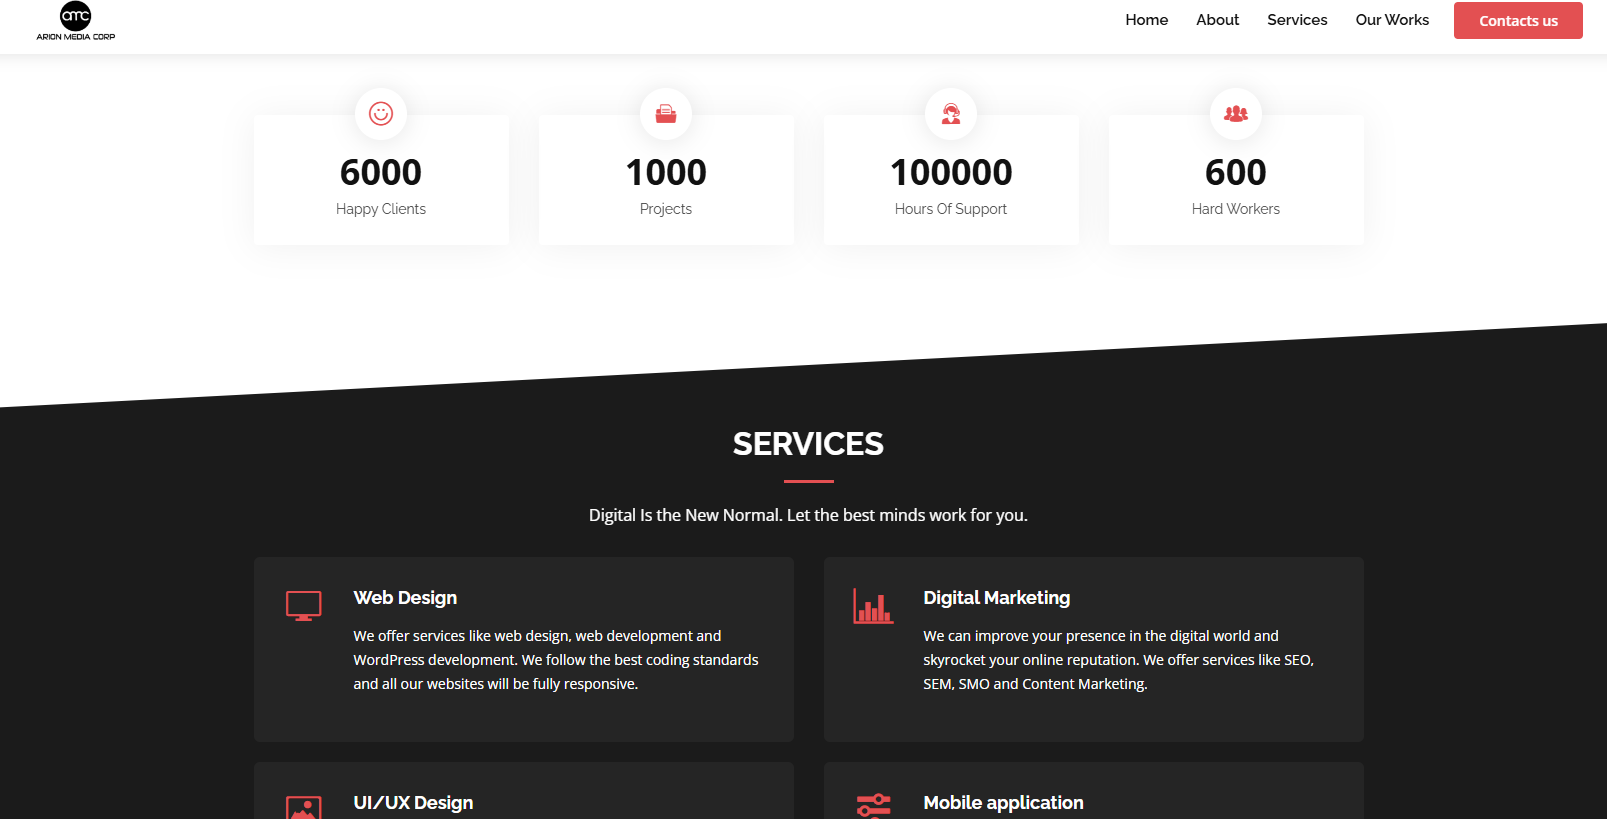 amc
ARION MEDIA CORP
Home
About
Services
Our Works
Contacts us
6000
Happy Clients
1000
Projects
100000
Hours Of Support
600
Hard Workers
SERVICES
Digital Is the New Normal. Let the best minds work for you.
Web Design
We offer services like web design, web development and
WordPress development. We follow the best coding standards
and all our websites will be fully responsive.
Digital Marketing
We can improve your presence in the digital world and
skyrocket your online reputation. We offer services like SEO,
SEM, SMO and Content Marketing.
UI/UX Design
Mobile application